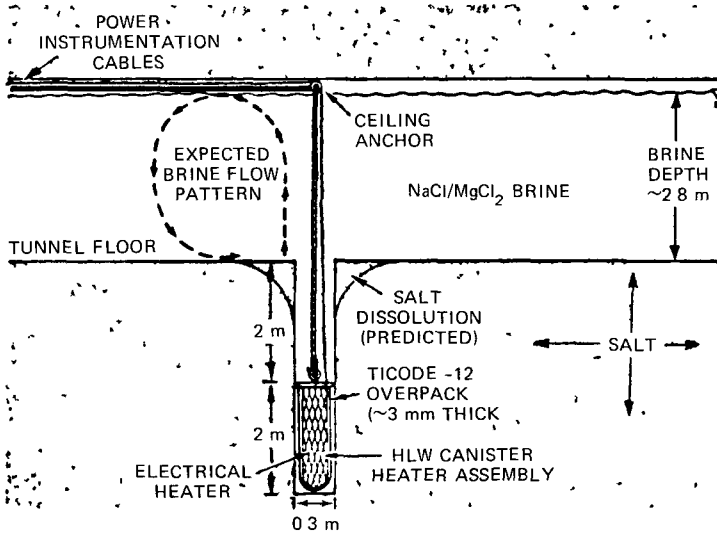 POWER
INSTRUMENTATION
CABLES
CEILING
ANCHOR
EXPECTED
BRINE FLOW
PATTERN
NaCl/MgCl₂ BRINE
BRINE
DEPTH
~2 8 m
TUNNEL FLOOR
2 m
SALT
DISSOLUTION
(PREDICTED)
SALT
TICODE -12
OVERPACK
(~3 mm THICK
2 m
ELECTRICAL
HEATER
HLW CANISTER
HEATER ASSEMBLY
0 3 m